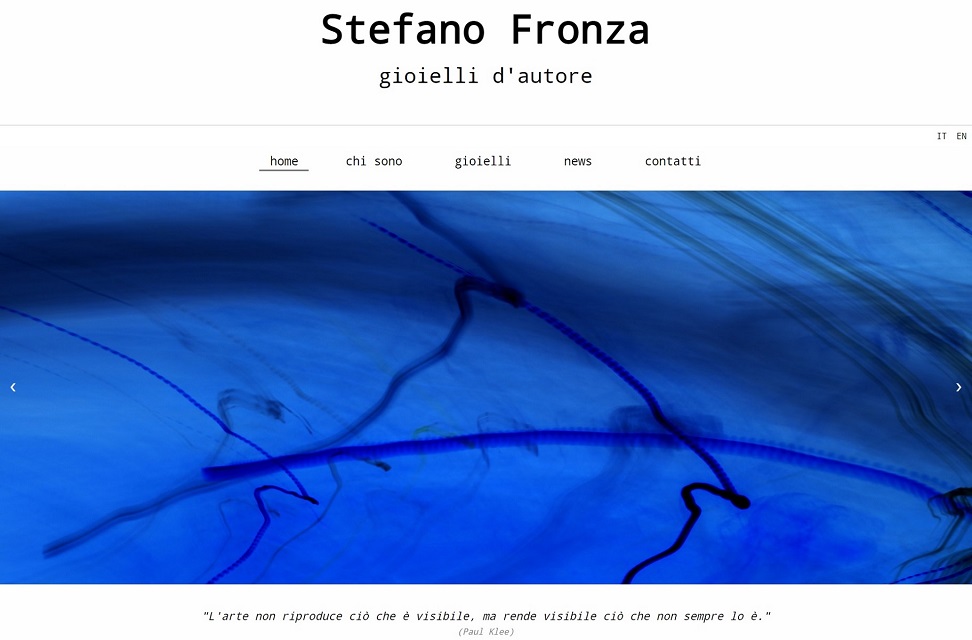 Stefano Fronza
gioielli d'autore
IT EN
home chi sono gioielli news contatti
‹ ›
"L'arte non riproduce ciò che è visibile, ma rende visibile ciò che non sempre lo è."
(Paul Klee)